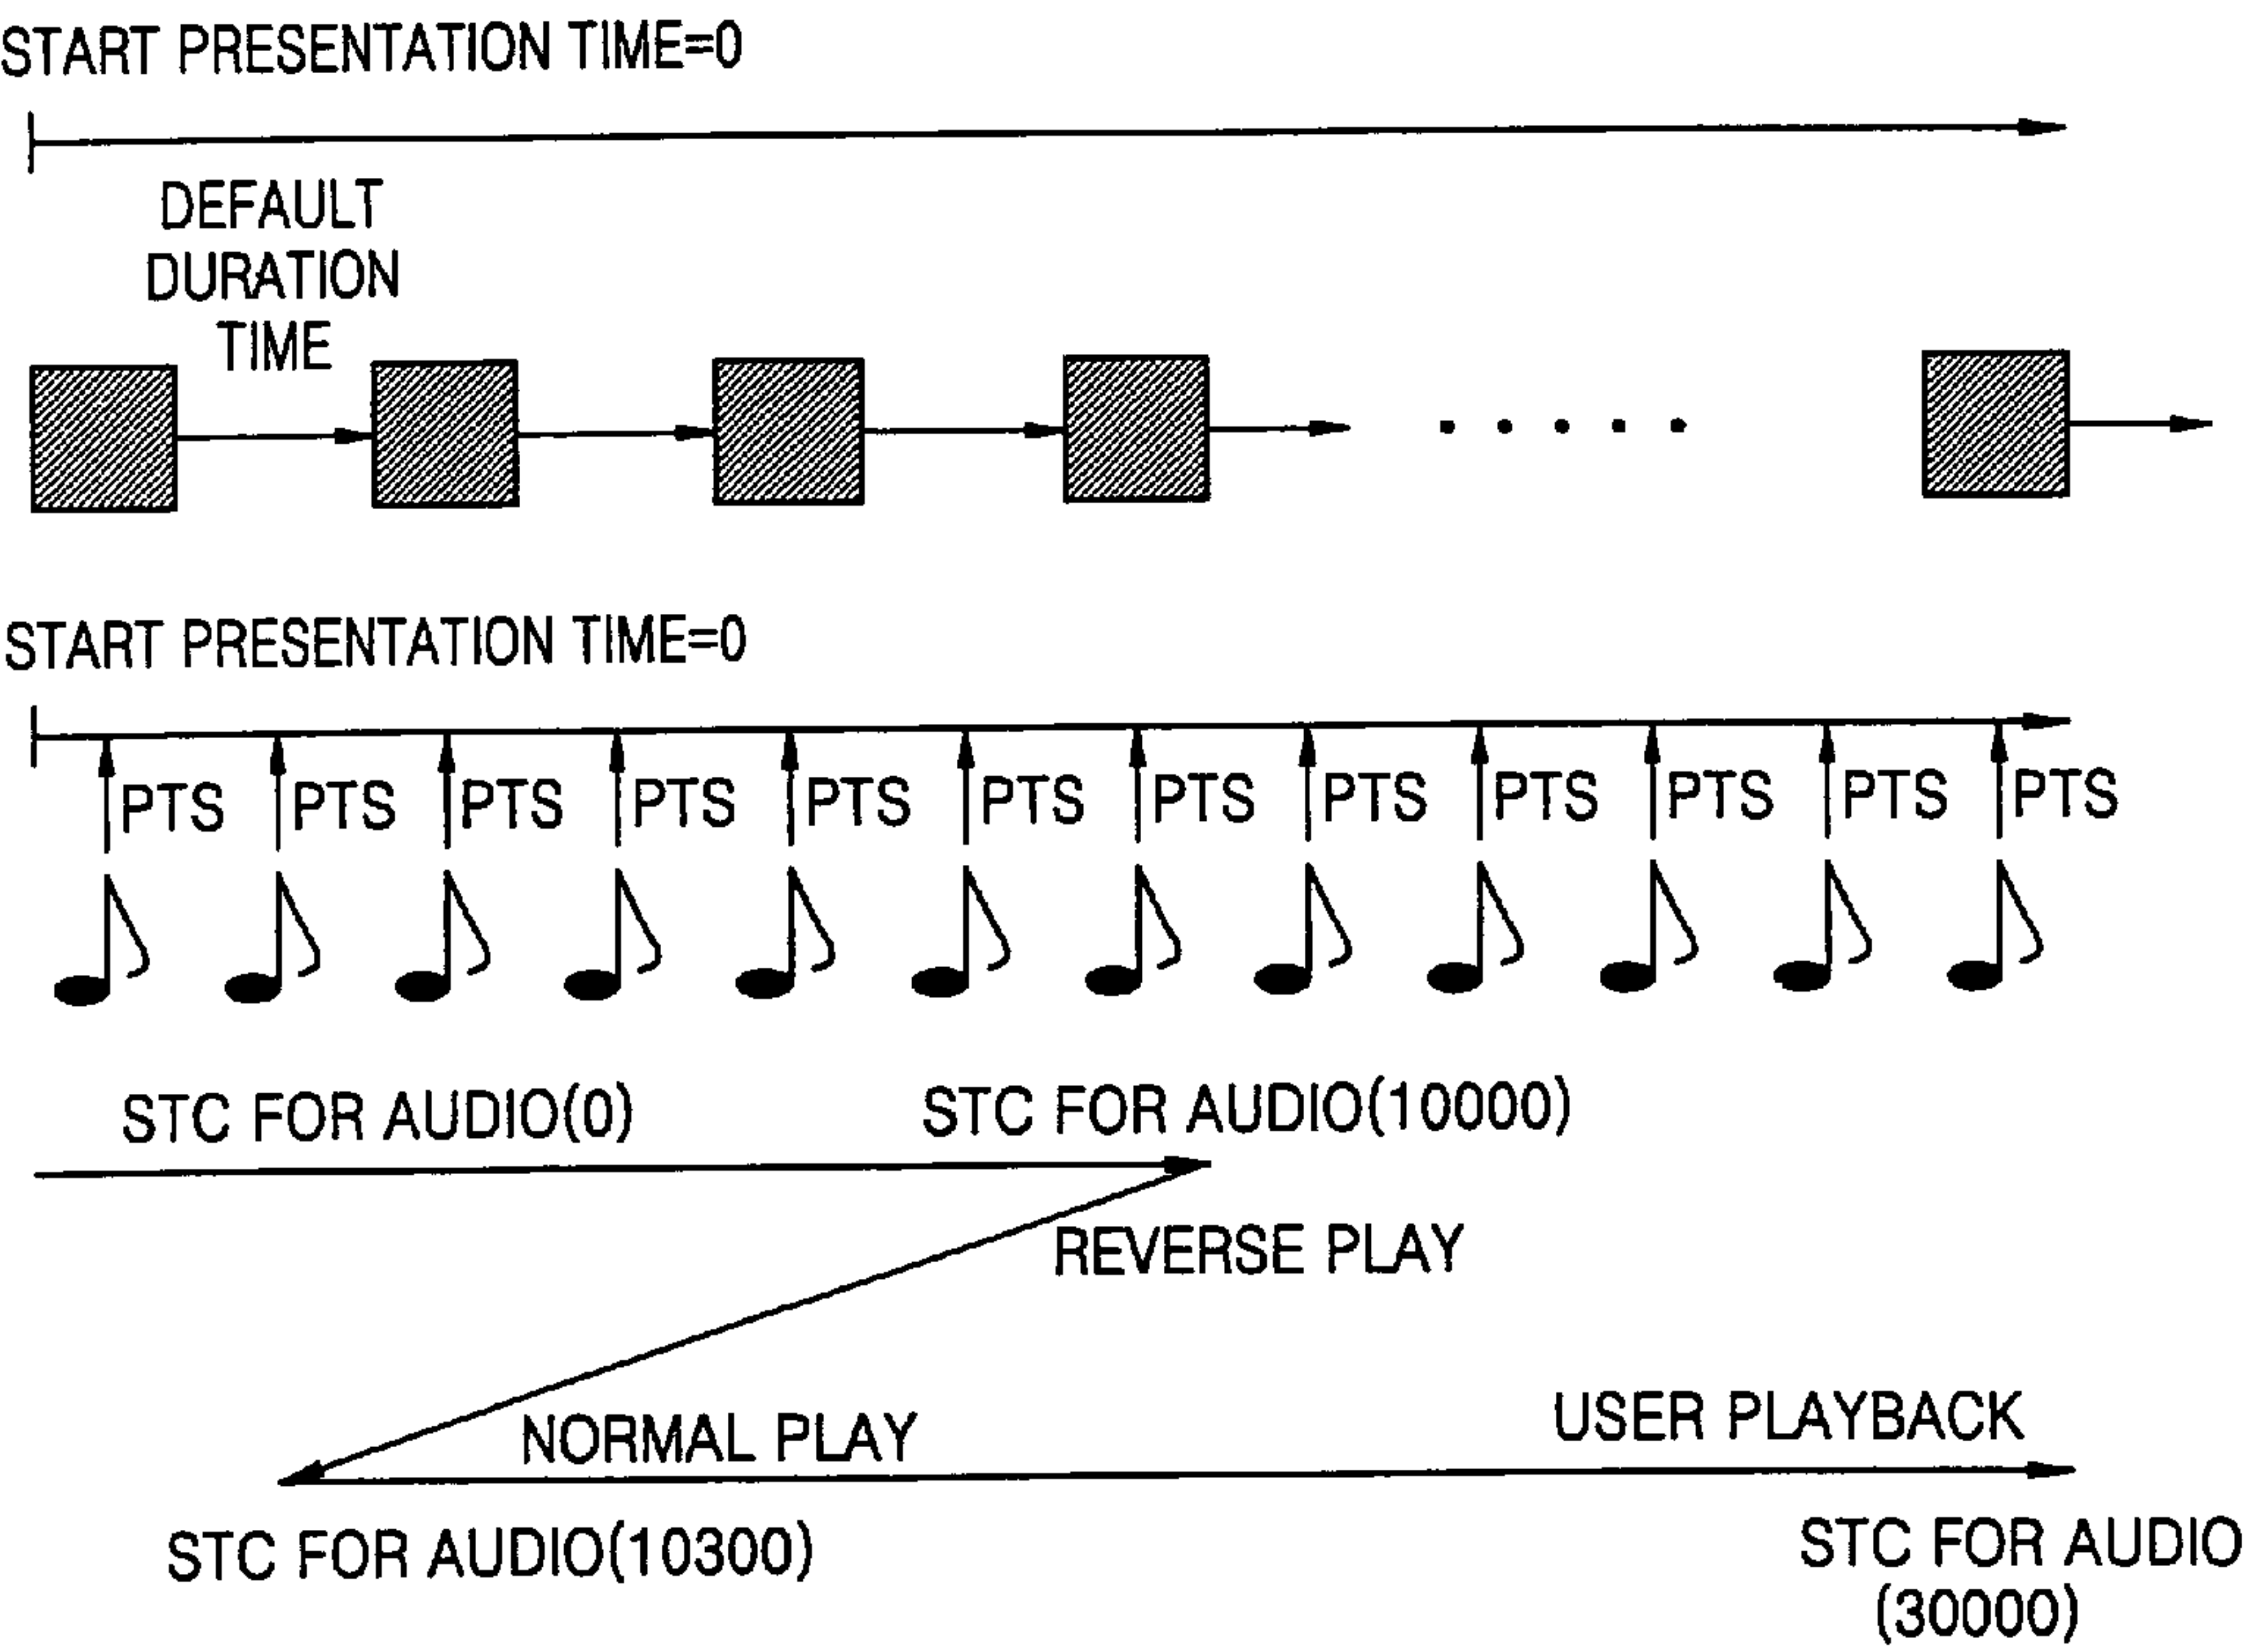 START PRESENTATION TIME=0
DEFAULT
DURATION
TIME
START PRESENTATION TIME=0
PTS PTS PTS PTS PTS PTS PTS PTS PTS PTS PTS PTS
STC FOR AUDIO(0) STC FOR AUDIO(10000)
REVERSE PLAY
USER PLAYBACK
NORMAL PLAY
STC FOR AUDIO(10300) STC FOR AUDIO
(30000)